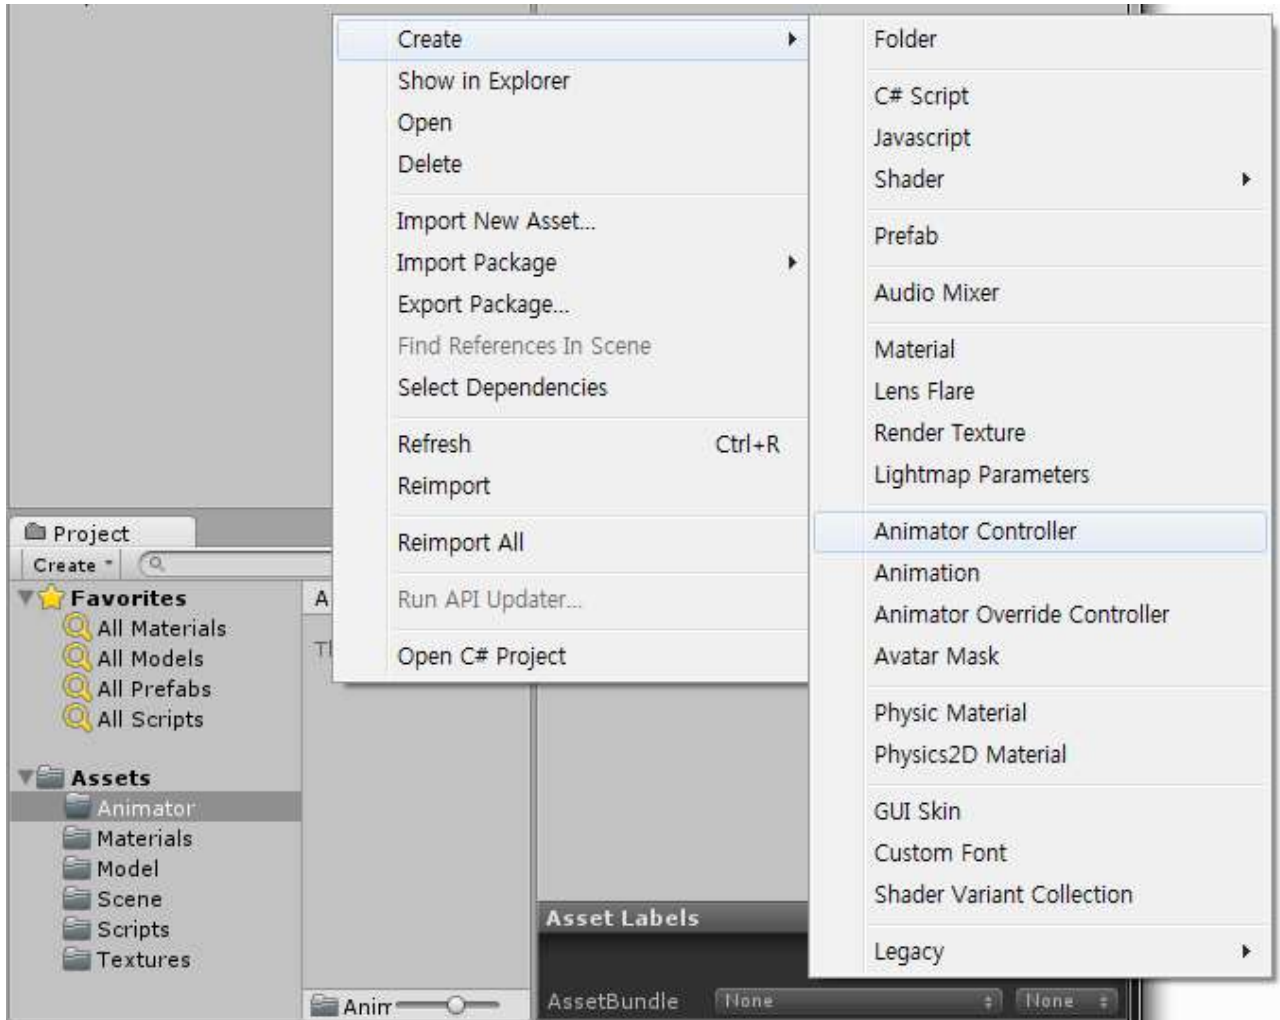 Create
Show in Explorer
Open
Delete
Import New Asset...
Import Package
Export Package...
Find References In Scene
Select Dependencies
Refresh Ctrl+R
Reimport
Reimport All
Run API Updater...
Open C# Project
Folder
C# Script
Javascript
Shader
Prefab
Audio Mixer
Material
Lens Flare
Render Texture
Lightmap Parameters
Animator Controller
Animation
Animator Override Controller
Avatar Mask
Physic Material
Physics2D Material
GUI Skin
Custom Font
Shader Variant Collection
Legacy
Project
Create
Favorites
All Materials
All Models
All Prefabs
All Scripts
Assets
Animator
Materials
Model
Scene
Scripts
Textures
Asset Labels
AssetBundle None None